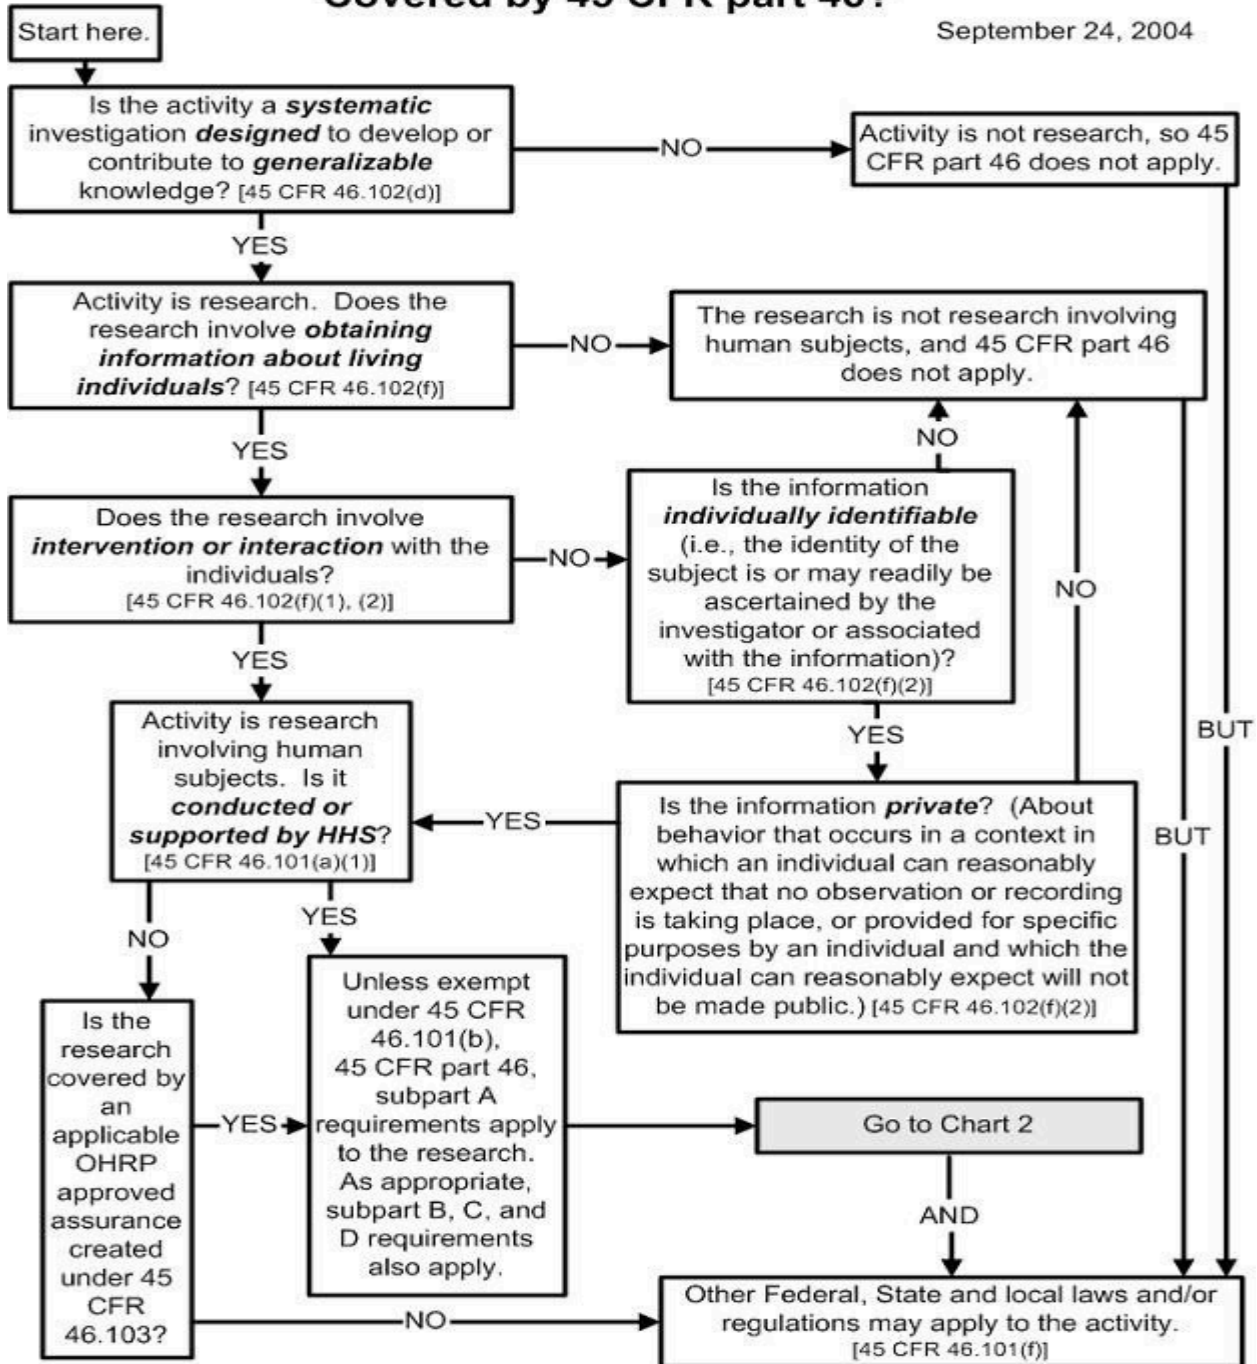 Covered by 45 CFR part 46?
September 24, 2004
Start here.
Is the activity a systematic
investigation designed to develop or
contribute to generalizable
knowledge? [45 CFR 46.102(d)]
NO
Activity is not research, so 45
CFR part 46 does not apply.
YES
Activity is research. Does the
research involve obtaining
information about living
individuals? [45 CFR 46.102(f)]
NO
The research is not research involving
human subjects, and 45 CFR part 46
does not apply.
YES
NO
Does the research involve
intervention or interaction with the
individuals?
[45 CFR 46.102(f)(1), (2)]
NO
Is the information
individually identifiable
(i.e., the identity of the
subject is or may readily be
ascertained by the
investigator or associated
with the information)?
[45 CFR 46.102(f)(2)]
NO
YES
YES
BUT
BUT
Activity is research
involving human
subjects. Is it
conducted or
supported by HHS?
[45 CFR 46.101(a)(1)]
YES
Is the information private? (About
behavior that occurs in a context in
which an individual can reasonably
expect that no observation or recording
is taking place, or provided for specific
purposes by an individual and which the
individual can reasonably expect will not
be made public.) [45 CFR 46.102(f)(2)]
NO
YES
Is the
research
covered by
an
applicable
OHRP
approved
assurance
created
under 45
CFR
46.103?
YES
Unless exempt
under 45 CFR
46.101(b),
45 CFR part 46,
subpart A
requirements apply
to the research.
As appropriate,
subpart B, C, and
D requirements
also apply.
Go to Chart 2
AND
NO
Other Federal, State and local laws and/or
regulations may apply to the activity.
[45 CFR 46.101(f)]